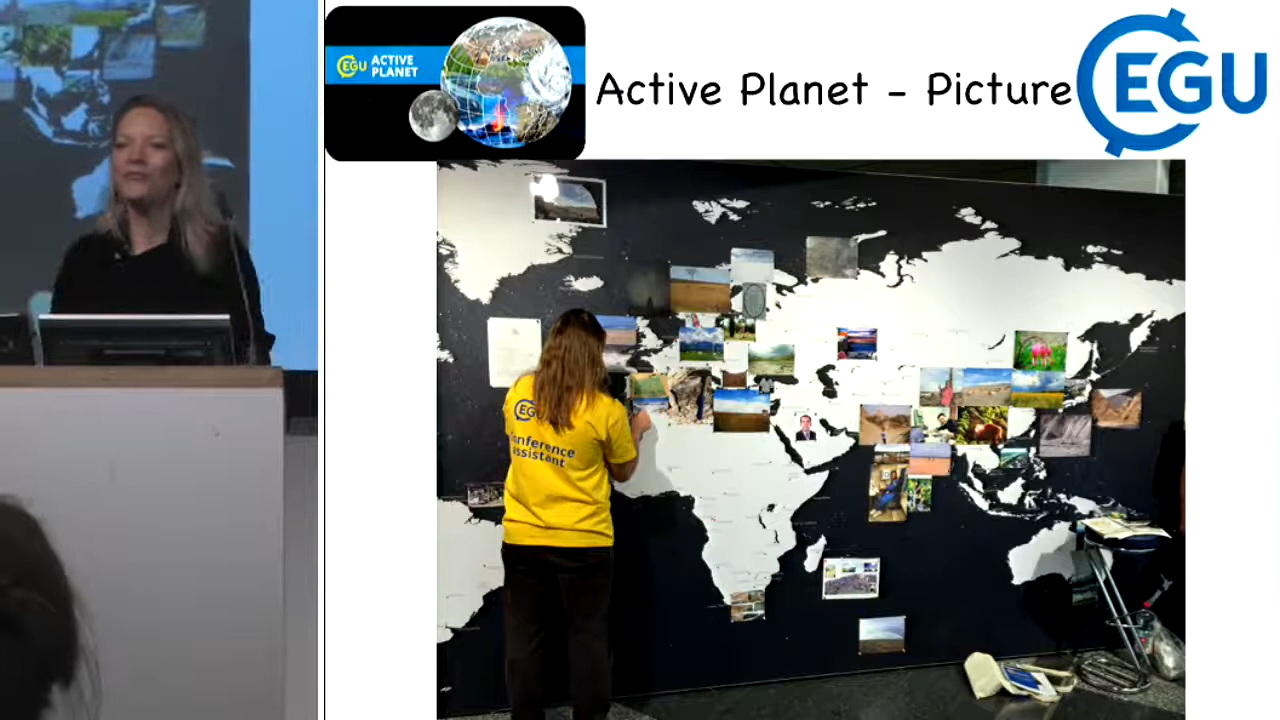 EGU ACTIVE
PLANET
Active Planet - Picture
EGU
EGU
Conference
assistant